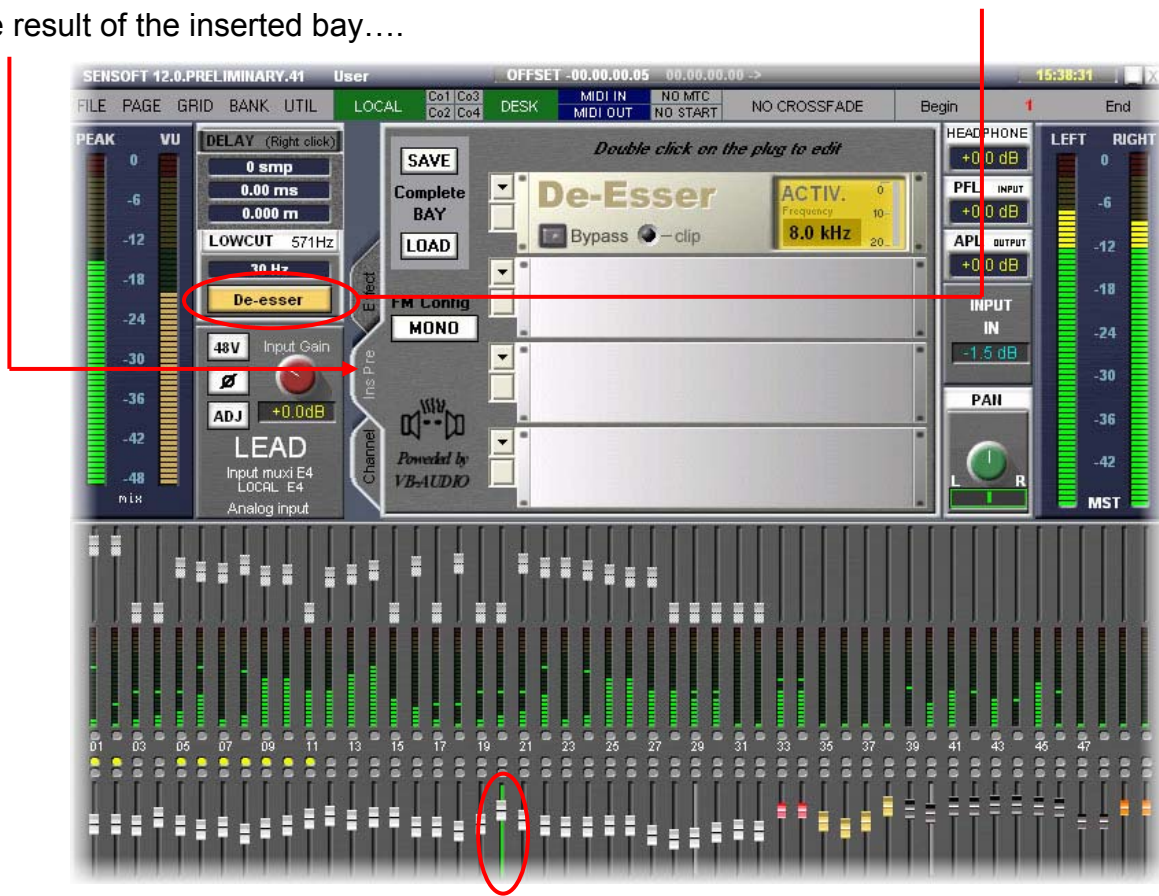 e result of the inserted bay….
SENSOFT 12.0.PRELIMINARY.41 User OFFSET -00.00.00.05 00.00.00.00 -> 15:38:31
FILE PAGE GRID BANK UTIL LOCAL Co1 Co3 DESK MIDI IN NO MTC NO CROSSFADE Begin 1 End
Co2 Co4 MIDI OUT NO START
PEAK VU
0
-6
-12
-18
-24
-30
-36
-42
-48
mix
DELAY (Right click)
0 smp
0.00 ms
0.000 m
LOWCUT 571Hz
30 Hz
De-esser
48V Input Gain
Ø
ADJ +0.0dB
LEAD
Input muxi E4
LOCAL E4
Analog input
Effect
Ins Pre
Channel
SAVE
Complete
BAY
LOAD
FM Config
MONO
Poweded by
VB-AUDIO
Double click on the plug to edit
De-Esser
Bypass clip
ACTIV. 0
Frequency 10
8.0 kHz 20
HEADPHONE
+0.0 dB
PFL INPUT
+0.0 dB
APL OUTPUT
+0.0 dB
INPUT
IN
-1.5 dB
PAN
L R
LEFT RIGHT
0
-6
-12
-18
-24
-30
-36
-42
MST
01 03 05 07 09 11 13 15 17 19 21 23 25 27 29 31 33 35 37 39 41 43 45 47